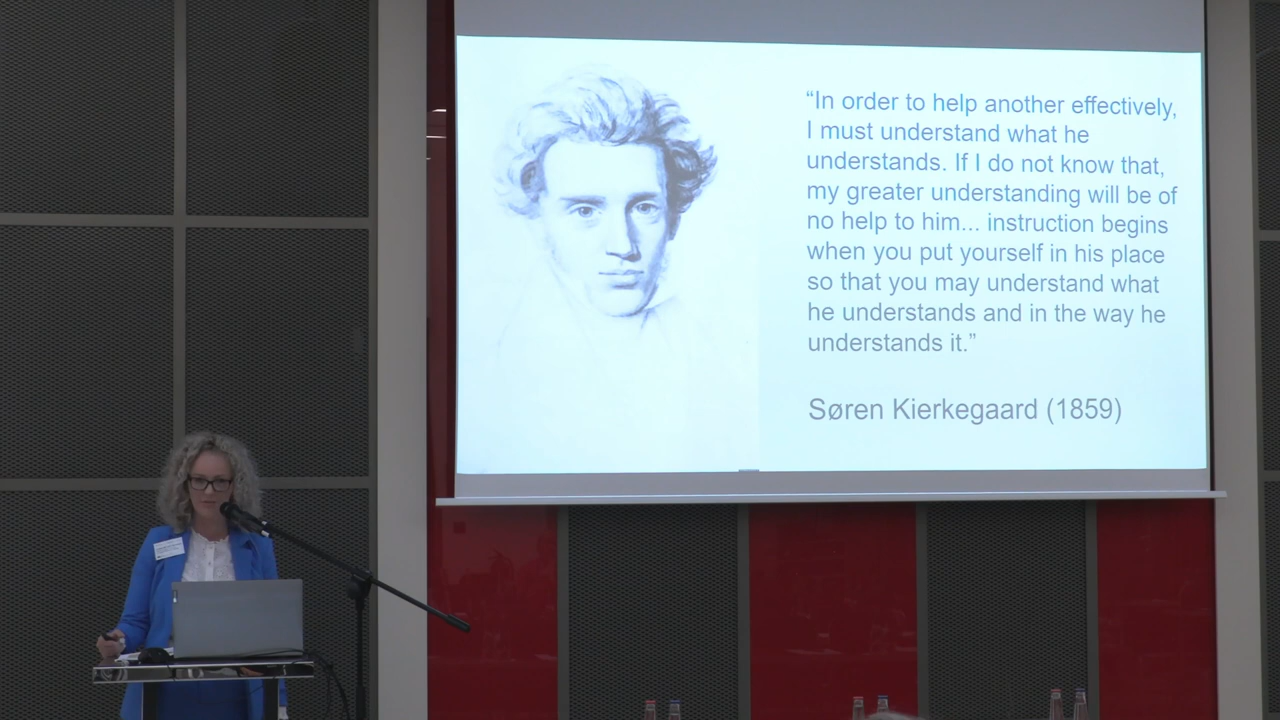 “In order to help another effectively,
I must understand what he
understands. If I do not know that,
my greater understanding will be of
no help to him... instruction begins
when you put yourself in his place
so that you may understand what
he understands and in the way he
understands it.”
Søren Kierkegaard (1859)